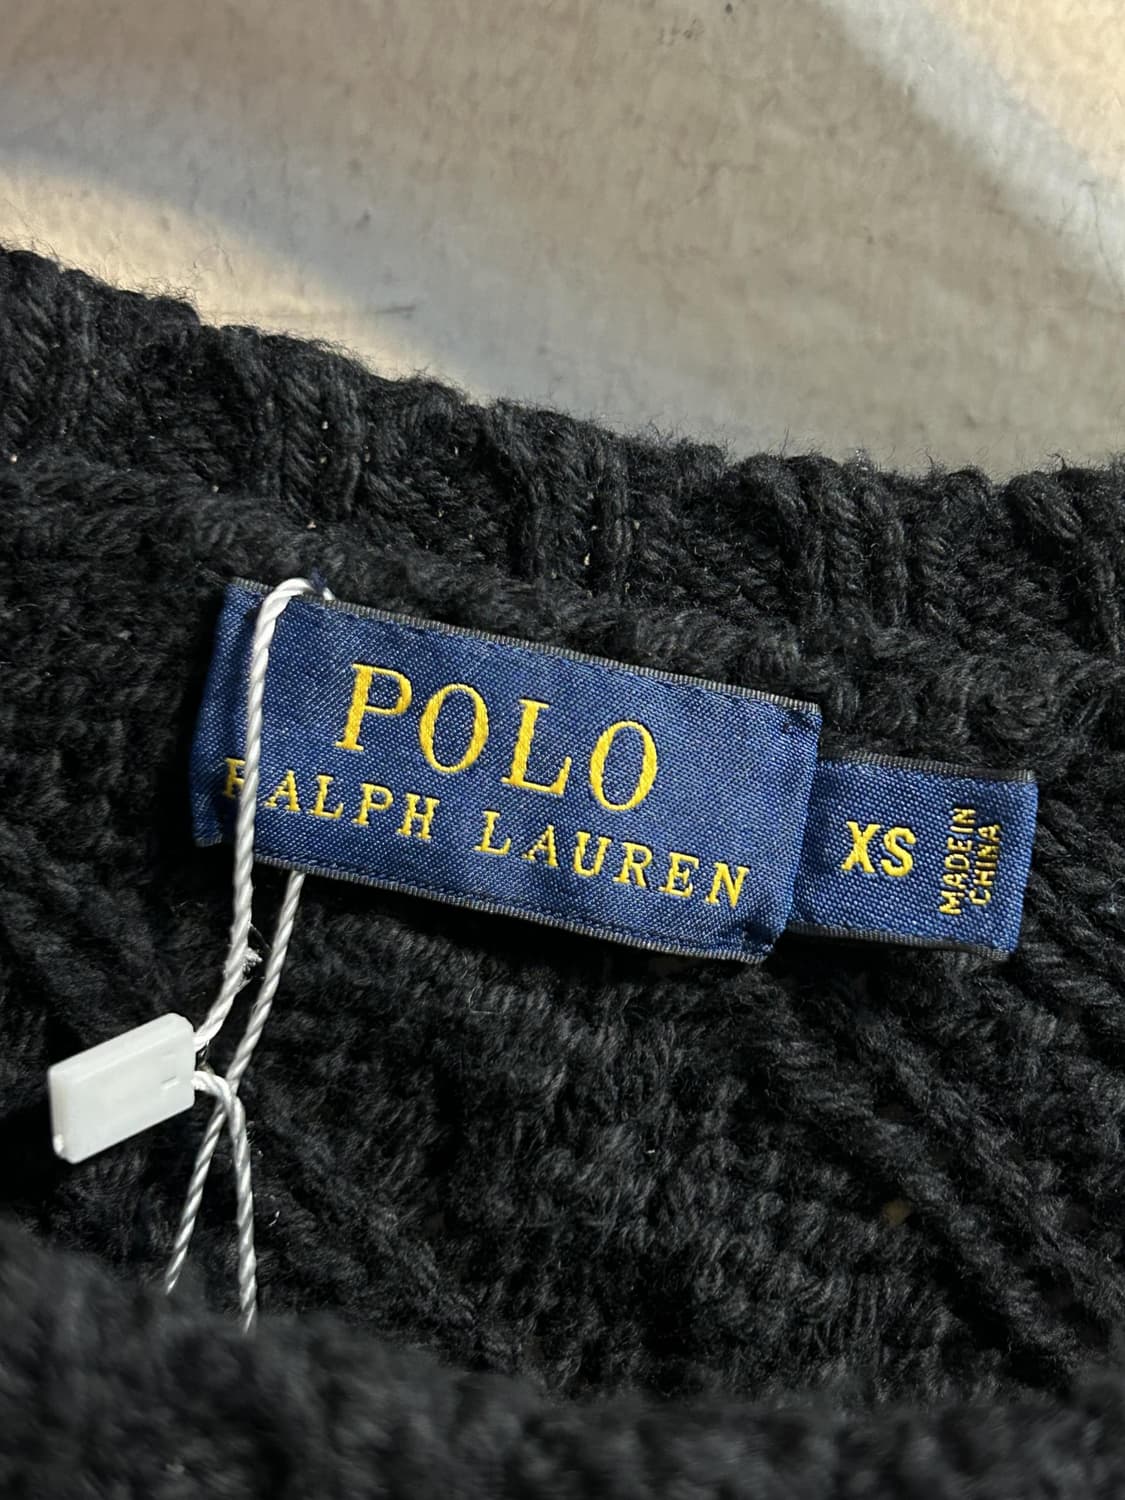 POLO
RALPH LAUREN
XS
MADE IN
CHINA